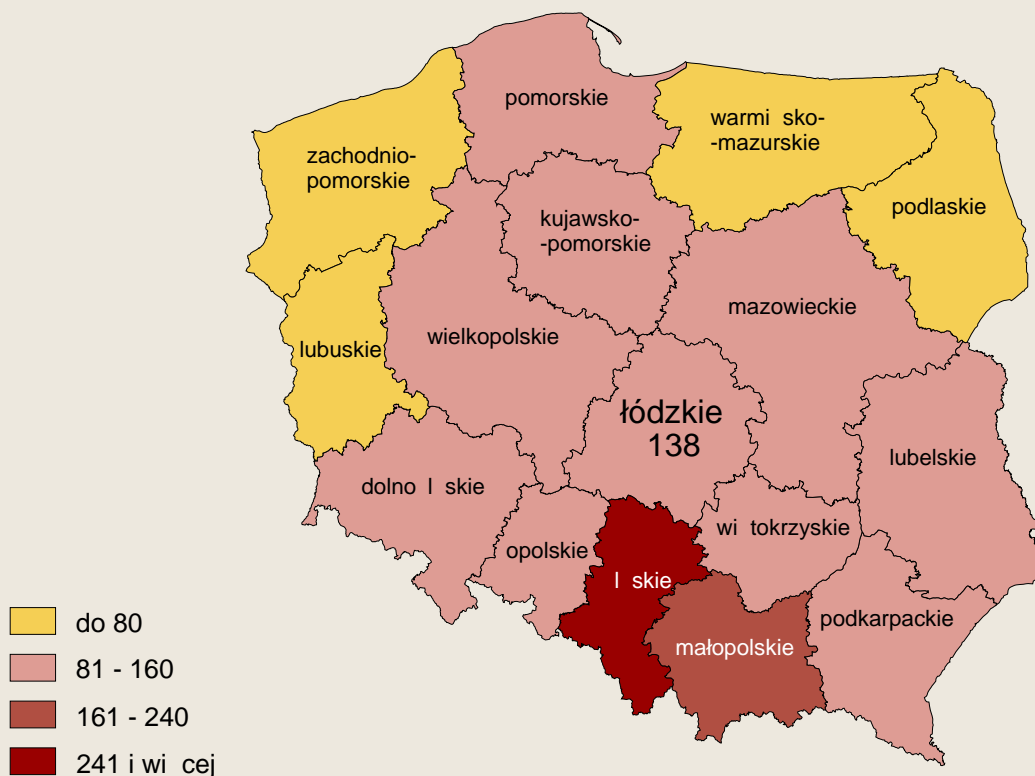 pomorskie
warmi sko-
-mazurskie
zachodnio-
pomorskie
podlaskie
kujawsko-
-pomorskie
mazowieckie
wielkopolskie
lubuskie
łódzkie
138
lubelskie
dolno l skie
wi tokrzyskie
opolskie
l skie
podkarpackie
małopolskie
do 80
81 - 160
161 - 240
241 i wi cej